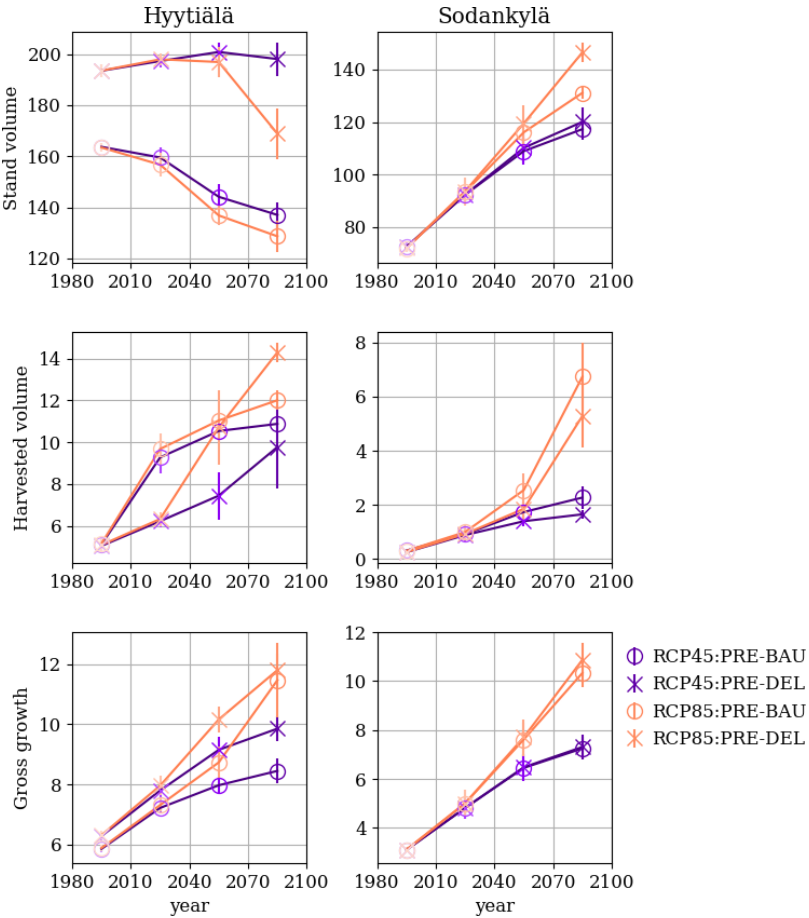 Hyytiälä
Sodankylä
Stand volume
200
180
160
140
120
1980 2010 2040 2070 2100
140
120
100
80
1980 2010 2040 2070 2100
Harvested volume
14
12
10
8
6
1980 2010 2040 2070 2100
8
6
4
2
0
1980 2010 2040 2070 2100
Gross growth
12
10
8
6
1980 2010 2040 2070 2100
year
12
10
8
6
4
1980 2010 2040 2070 2100
year
RCP45:PRE-BAU
RCP45:PRE-DEL
RCP85:PRE-BAU
RCP85:PRE-DEL